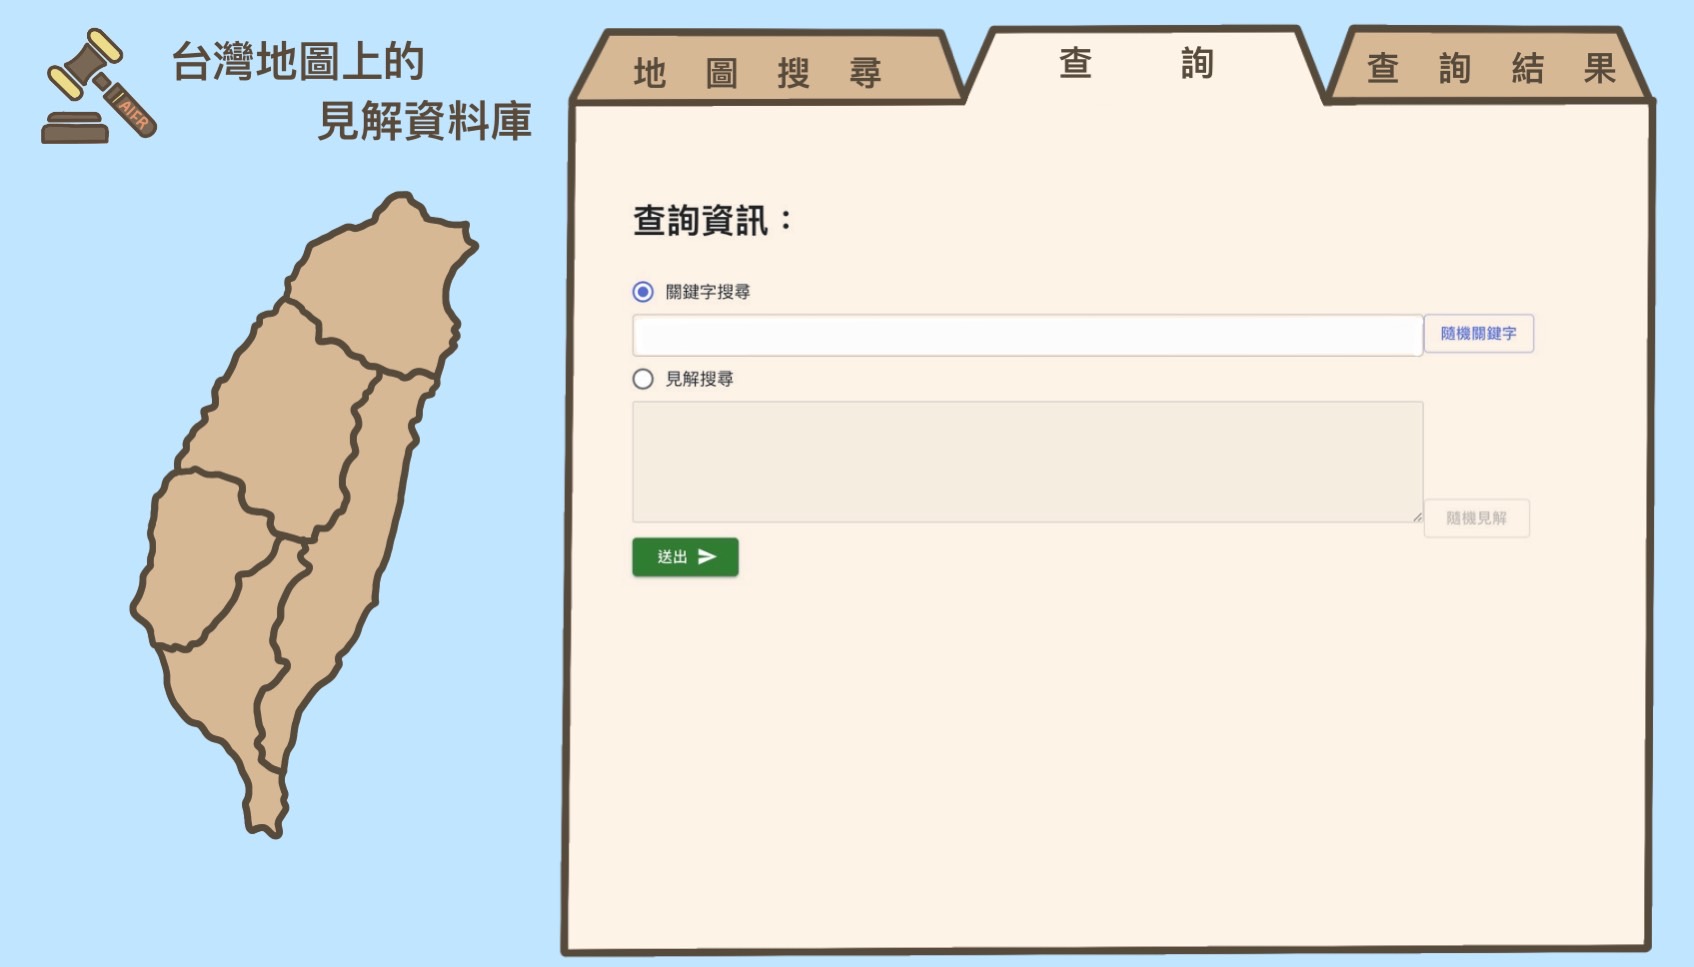 台灣地圖上的
見解資料庫
AIFR
地圖搜尋
查詢
查詢結果
查詢資訊：
關鍵字搜尋
隨機關鍵字
見解搜尋
隨機見解
送出